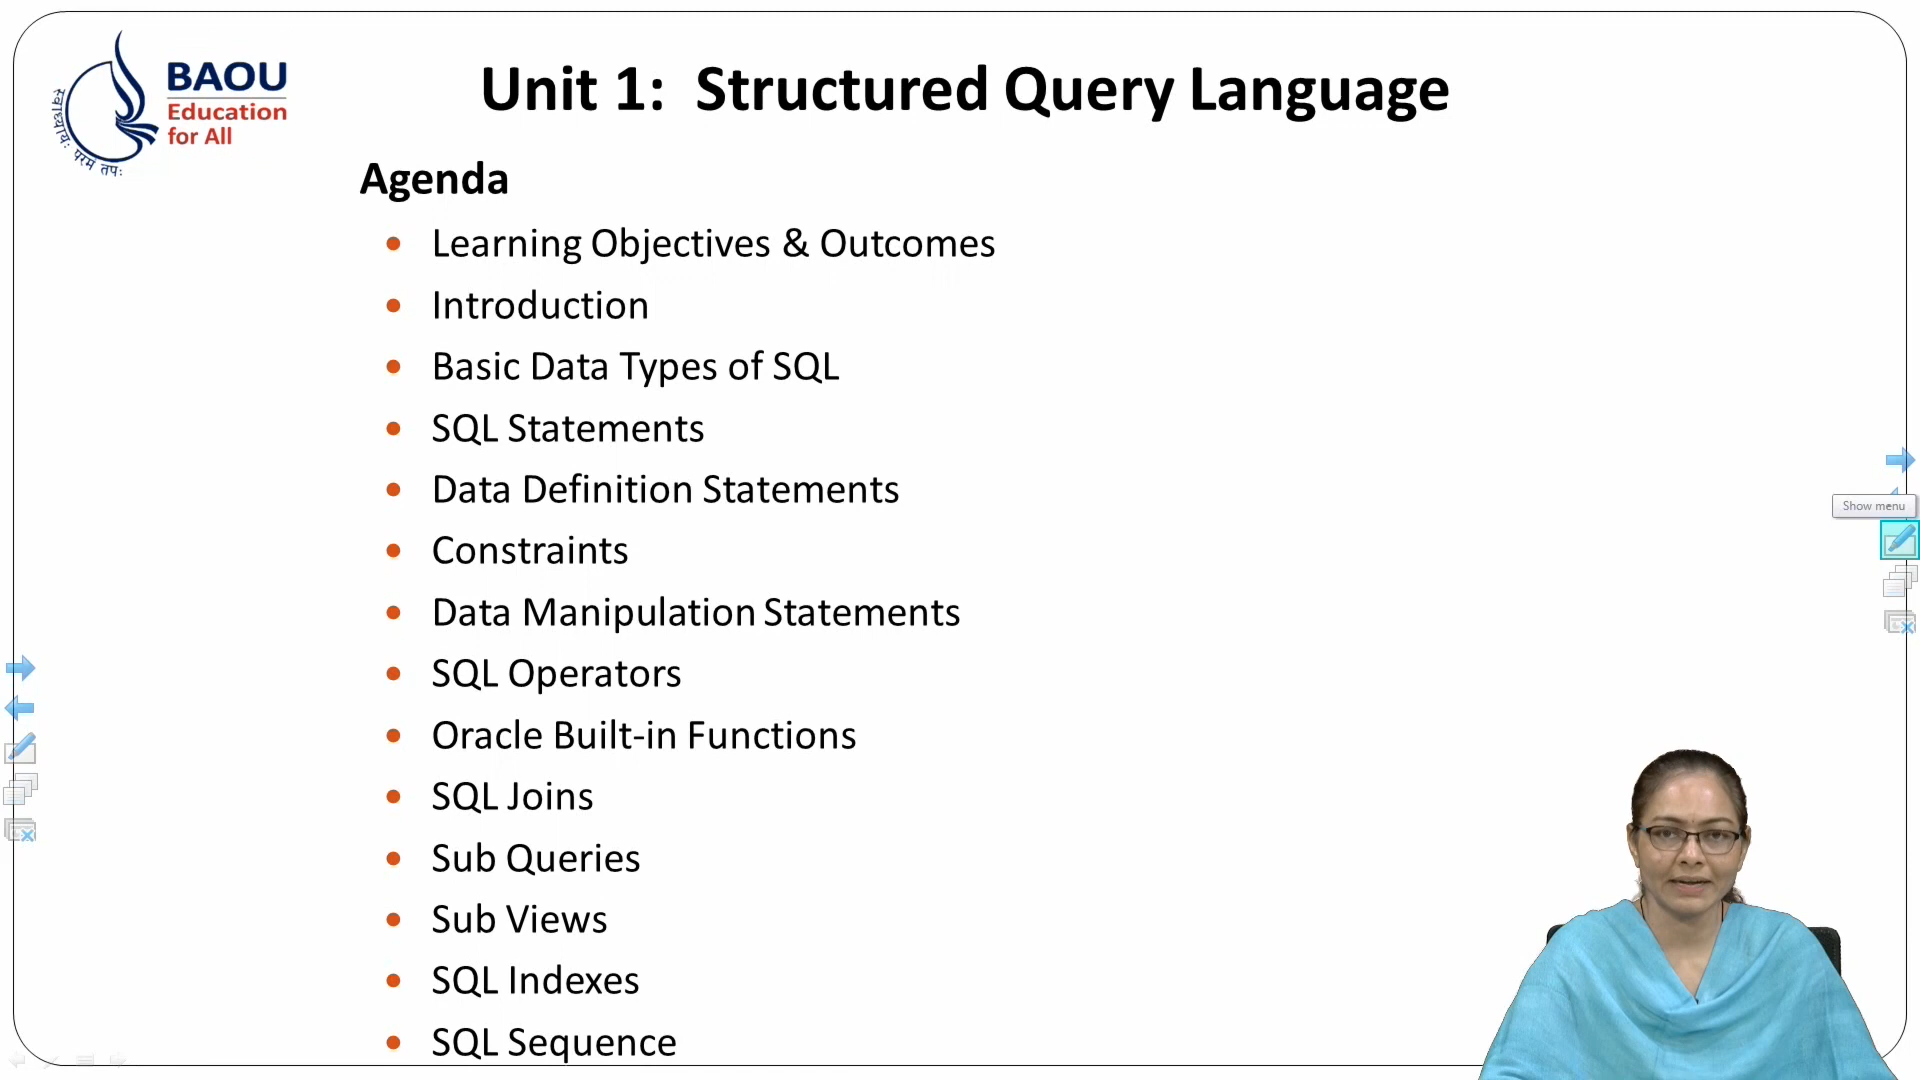 BAOU
Education
for All
स्वाध्यायः परमं तपः
Unit 1: Structured Query Language
Agenda
Learning Objectives & Outcomes
Introduction
Basic Data Types of SQL
SQL Statements
Data Definition Statements
Constraints
Data Manipulation Statements
SQL Operators
Oracle Built-in Functions
SQL Joins
Sub Queries
Sub Views
SQL Indexes
SQL Sequence
Show menu